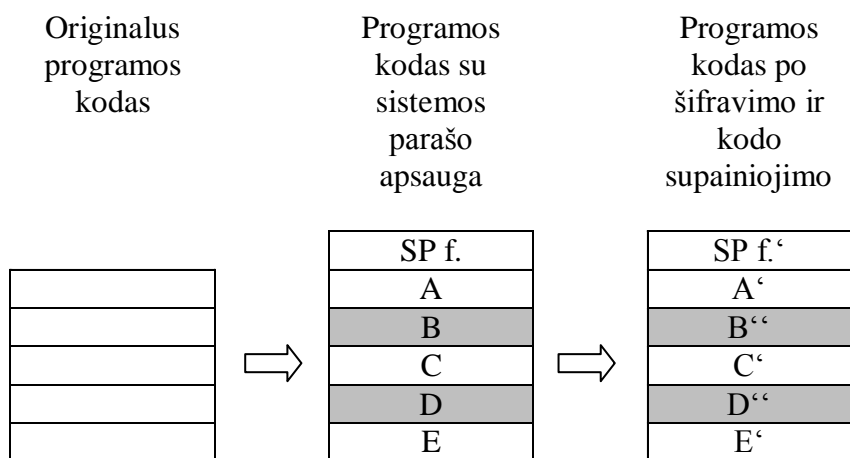 Originalus
programos
kodas
Programos
kodas su
sistemos
parašo
apsauga
Programos
kodas po
šifravimo ir
kodo
supainiojimo
SP f.
A
B
C
D
E
SP f.‘
A‘
B‘‘
C‘
D‘‘
E‘